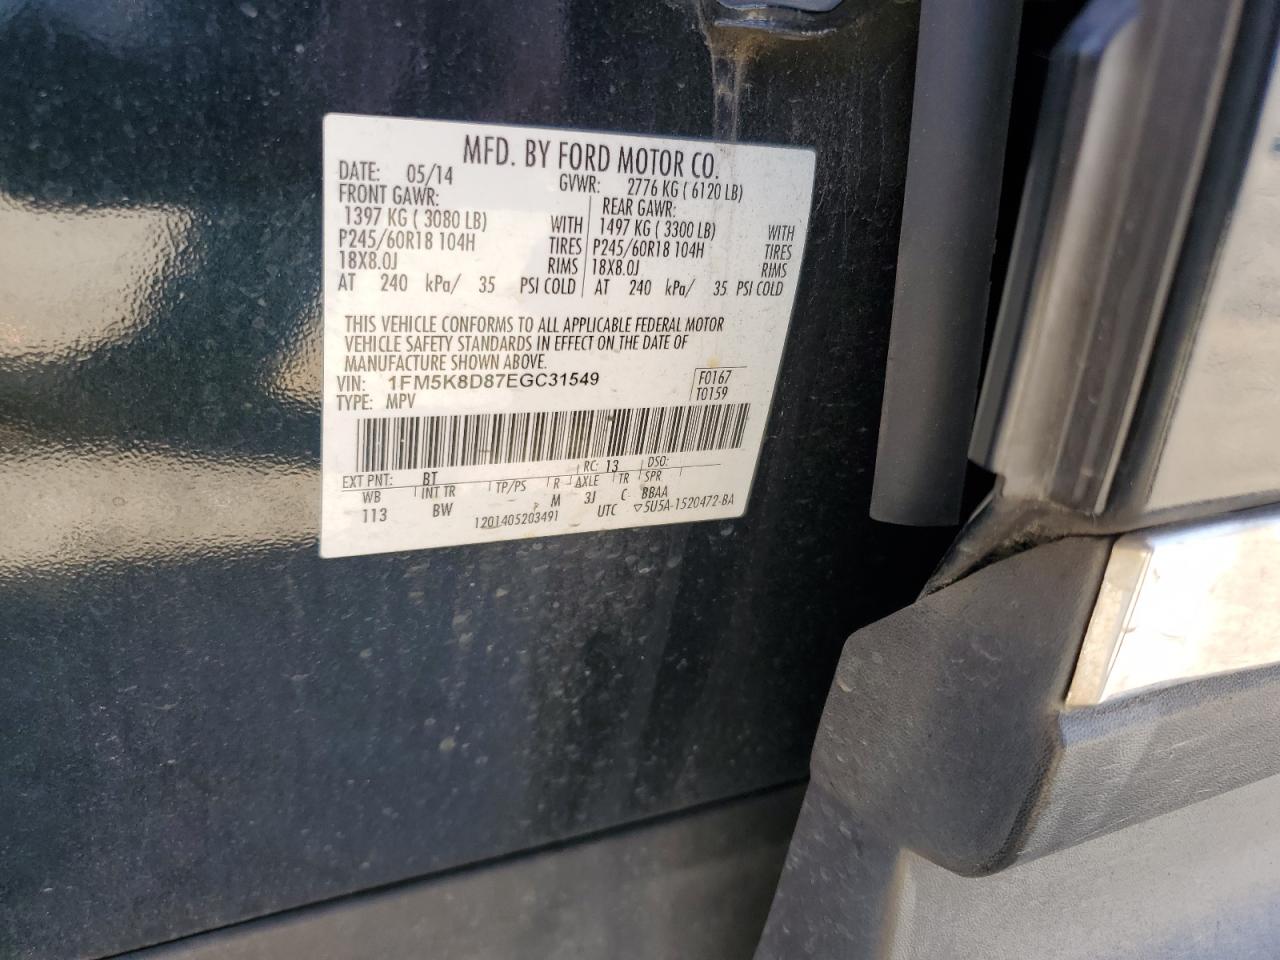 MFD. BY FORD MOTOR CO.
DATE: 05/14 GVWR: 2776 KG ( 6120 LB)
FRONT GAWR: REAR GAWR:
1397 KG ( 3080 LB) WITH 1497 KG ( 3300 LB) WITH
P245/60R18 104H TIRES P245/60R18 104H TIRES
18X8.0J RIMS 18X8.0J RIMS
AT 240 kPa/ 35 PSI COLD AT 240 kPa/ 35 PSI COLD
THIS VEHICLE CONFORMS TO ALL APPLICABLE FEDERAL MOTOR
VEHICLE SAFETY STANDARDS IN EFFECT ON THE DATE OF
MANUFACTURE SHOWN ABOVE.
VIN: 1FM5K8D87EGC31549 F0167
TYPE: MPV T0159
EXT PNT: BT RC: 13 DSO:
WB INT TR TP/PS R AXLE TR SPR
113 BW M 3J C BBAA
1201405203491 UTC ▽5U5A-1520472-BA